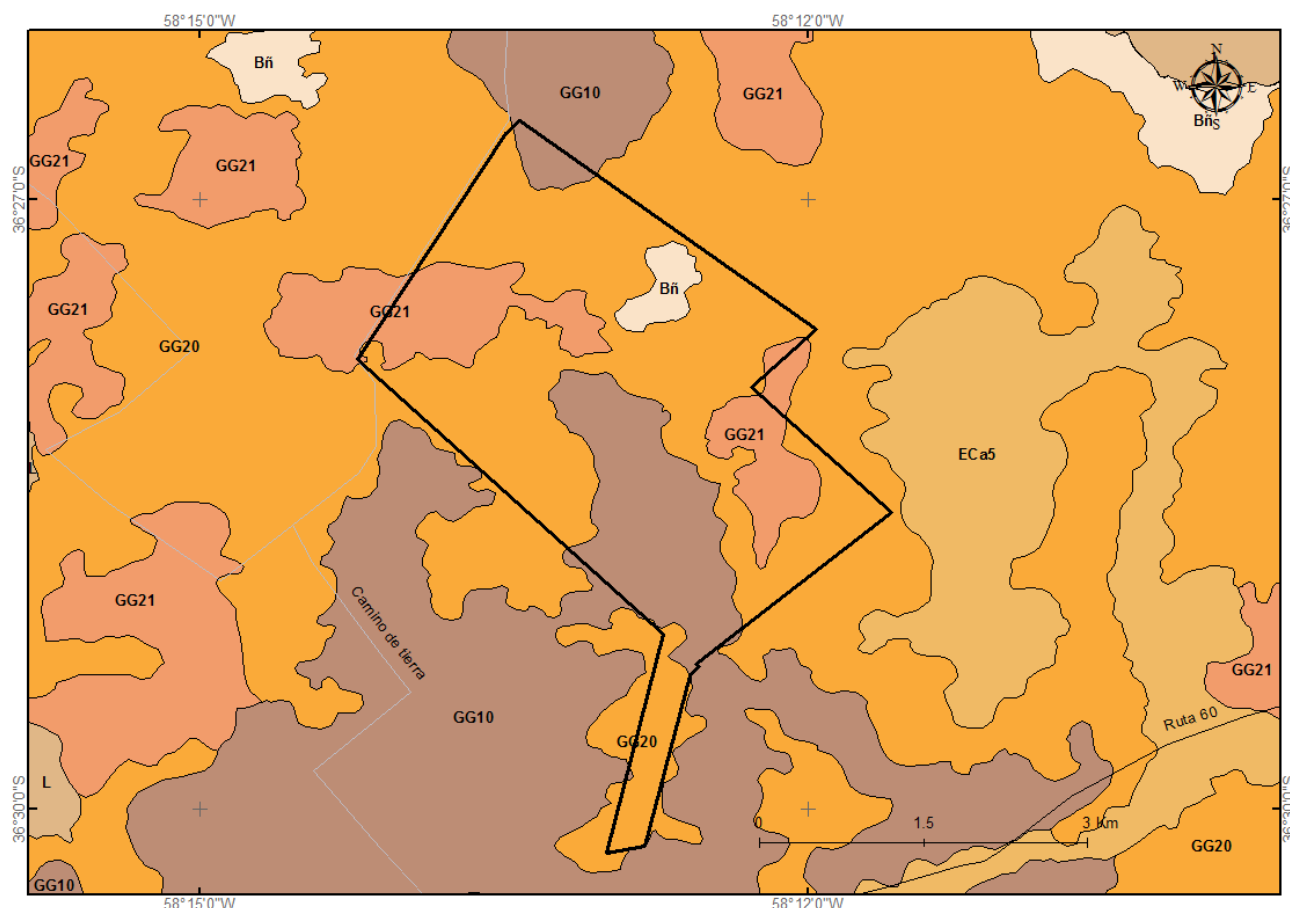 58°15'0"W
58°12'0"W
Bñ
GG10
GG21
N
W
E
S
Bñ
GG21
GG21
36°27'0"S
36°27'0"S
Bñ
GG21
GG21
GG20
GG21
ECa5
L
GG21
Camino de tierra
GG21
GG10
Ruta 60
GG20
L
36°30'0"S
36°30'0"S
0
1.5
3 Km
GG20
GG10
58°15'0"W
58°12'0"W